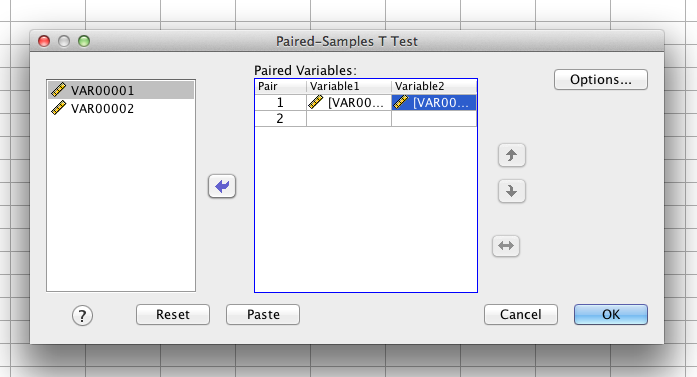 Paired-Samples T Test
VAR00001
VAR00002
Paired Variables:
Pair Variable1 Variable2
1 [VAR00... [VAR00...
2
Options...
? Reset Paste Cancel OK